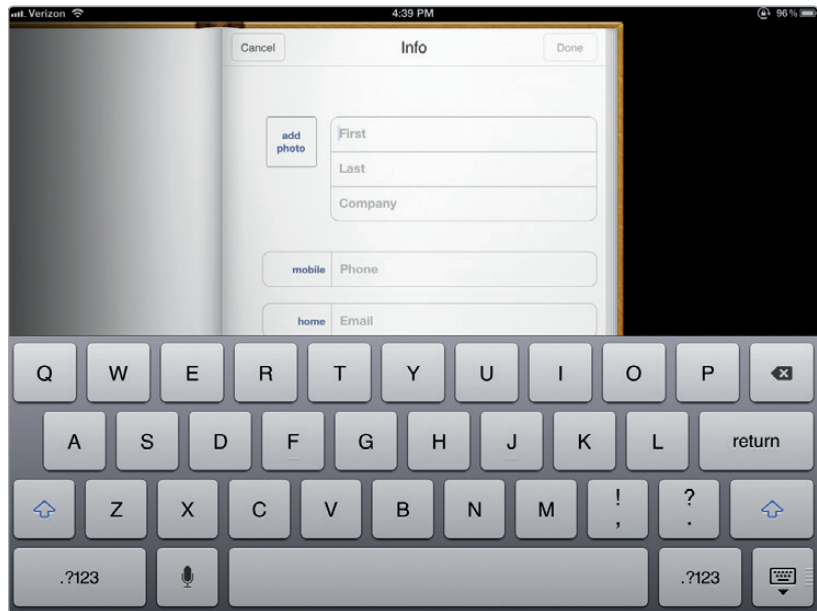 Verizon 4:39 PM 96%
Cancel Info Done
add
photo
First
Last
Company
mobile Phone
home Email
Q W E R T Y U I O P
A S D F G H J K L return
Z X C V B N M ! , ? .
.?123 .?123